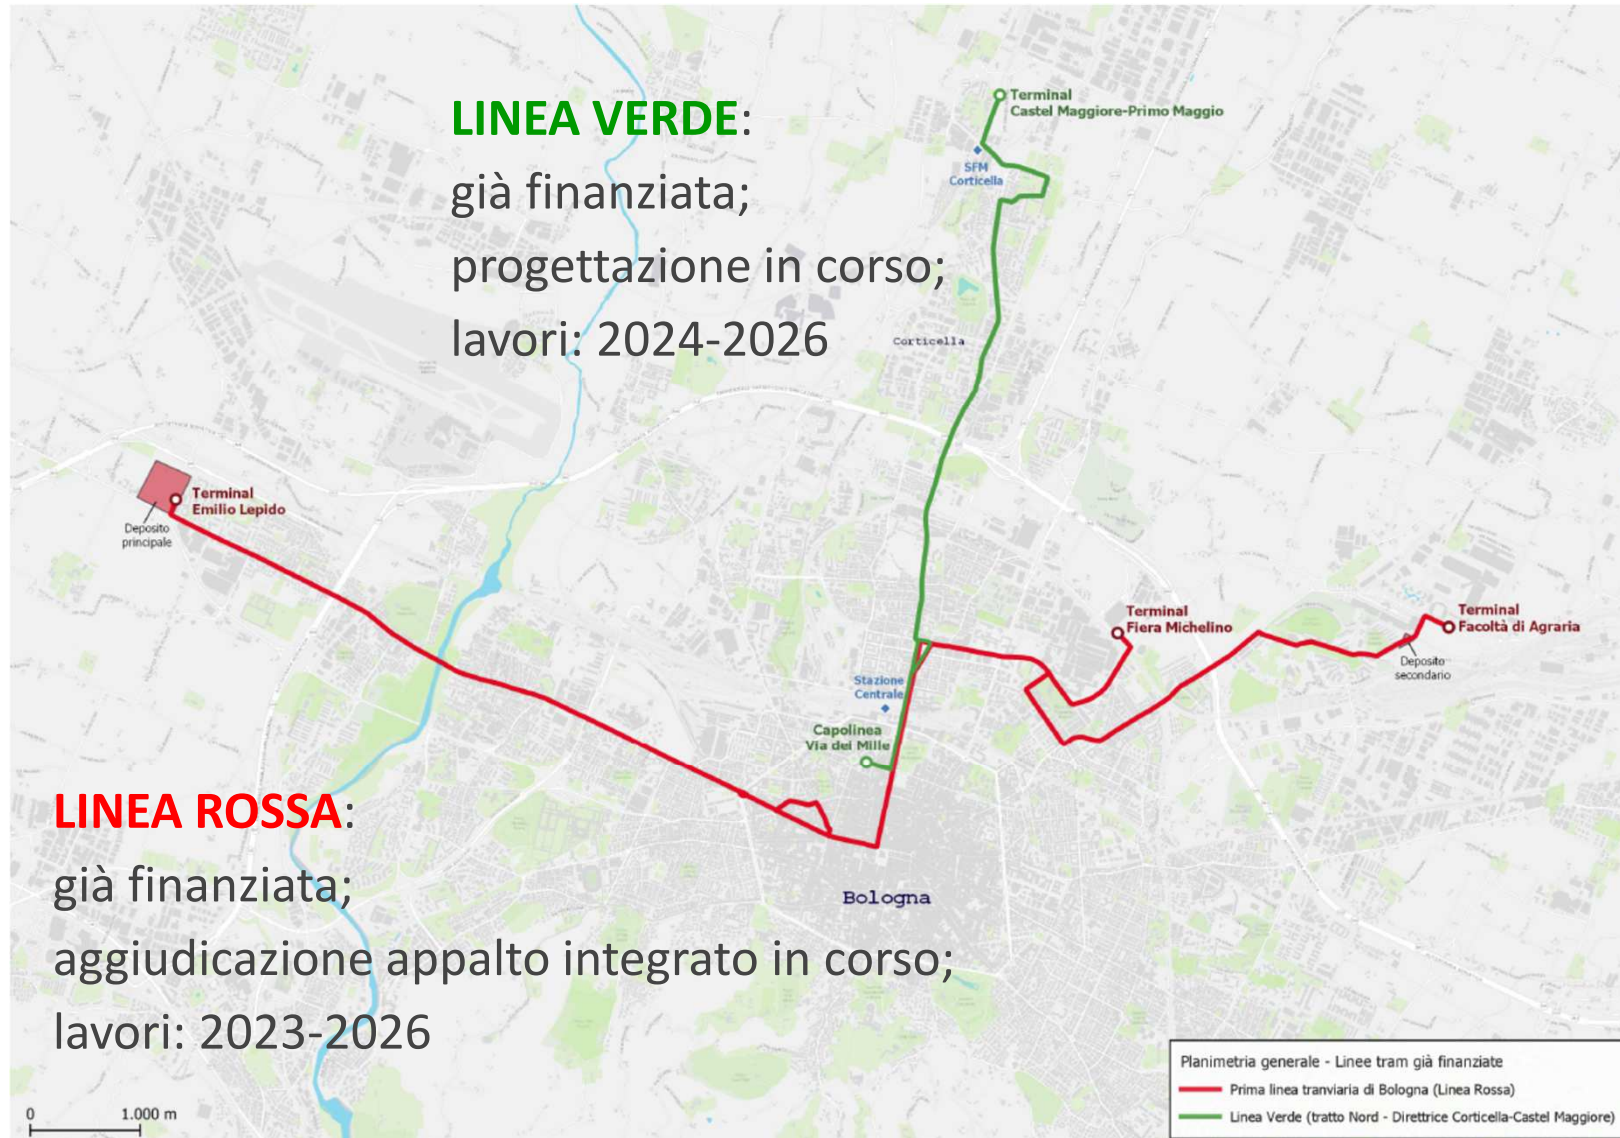 LINEA VERDE:
già finanziata;
progettazione in corso;
lavori: 2024-2026
Terminal
Castel Maggiore-Primo Maggio
SFM
Corticella
Corticella
Terminal
Emilio Lepido
Deposito
principale
Terminal
Fiera Michelino
Terminal
Facoltà di Agraria
Deposito
secondario
Stazione
Centrale
Capolinea
Via dei Mille
Bologna
LINEA ROSSA:
già finanziata;
aggiudicazione appalto integrato in corso;
lavori: 2023-2026
0 1.000 m
Planimetria generale - Linee tram già finanziate
Prima linea tranviaria di Bologna (Linea Rossa)
Linea Verde (tratto Nord - Direttrice Corticella-Castel Maggiore)